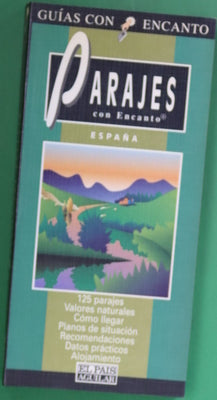 GUÍAS CON ENCANTO
PARAJES
con Encanto®
ESPAÑA
125 parajes
Valores naturales
Cómo llegar
Planos de situación
Recomendaciones
Datos prácticos
Alojamiento
EL PAIS
AGUILAR